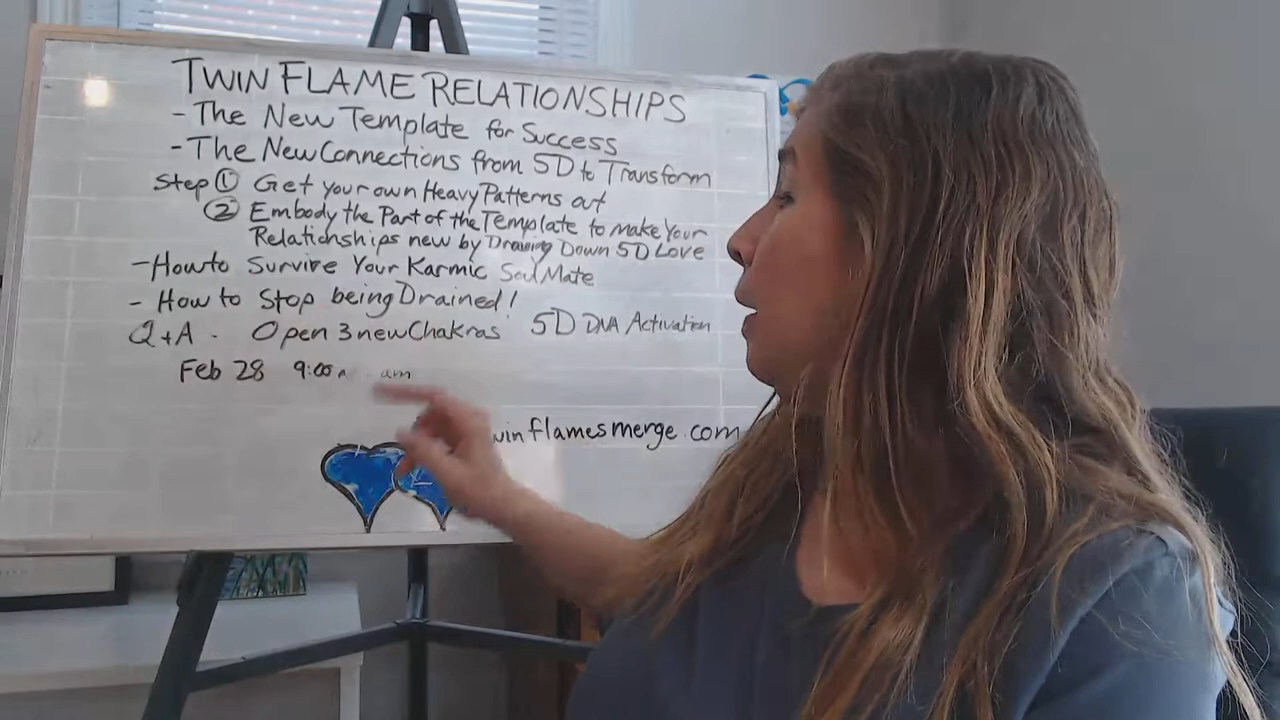 TWIN FLAME RELATIONSHIPS
- The New Template for Success
- The New Connections from 5D to Transform
Step ① Get your own Heavy Patterns out
② Embody the Part of the Template to make Your
Relationships new by Drawing Down 5D Love
- How to Survive Your Karmic Soul Mate
- How to Stop being Drained!
Q+A - Open 3 new Chakras 5D DNA Activation
Feb 28 9:00 am
winflamesmerge.com